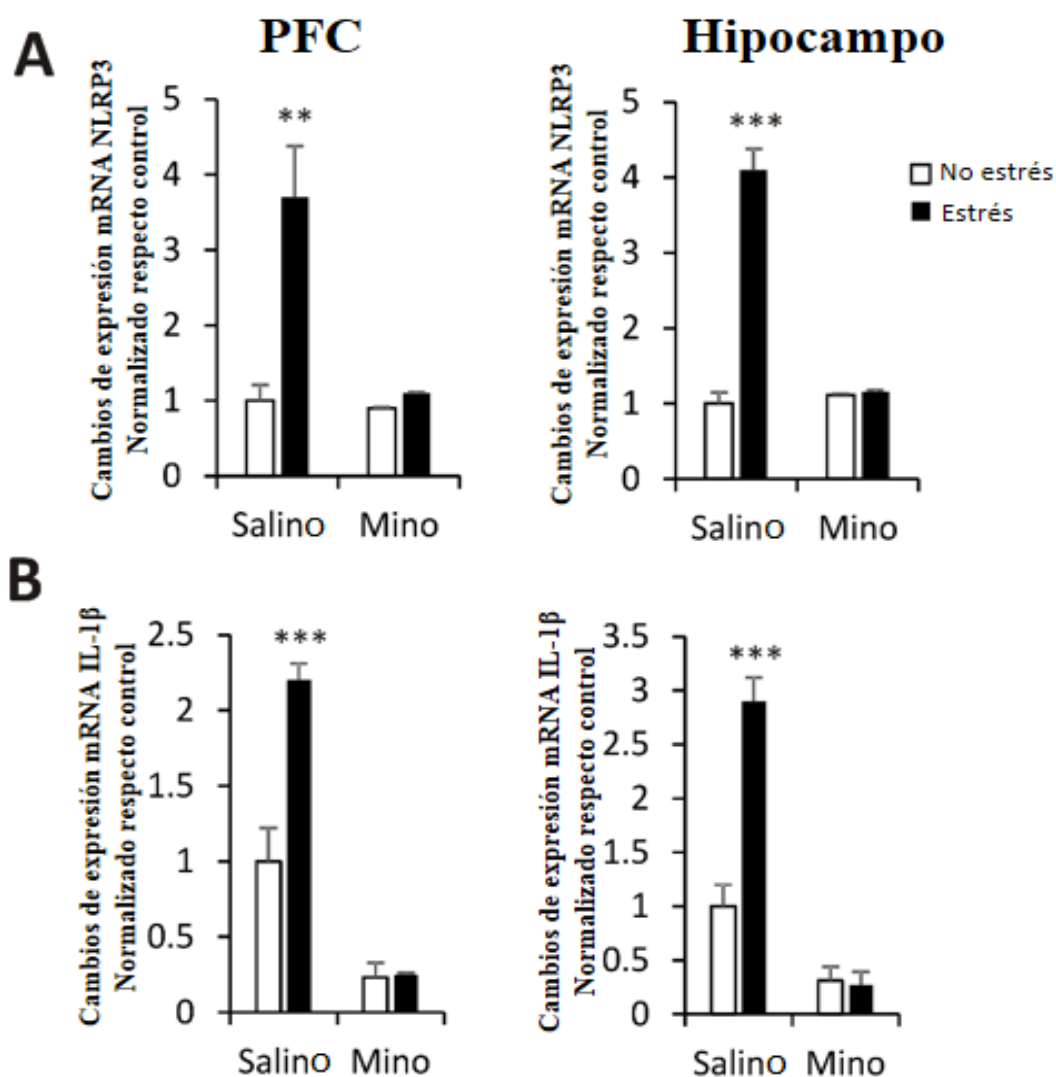 PFC
Hipocampo
A
Cambios de expresión mRNA NLRP3
Normalizado respecto control
5
4
3
2
1
0
**
Salino
Mino
Cambios de expresión mRNA NLRP3
Normalizado respecto control
5
4
3
2
1
0
***
Salino
Mino
No estrés
Estrés
B
Cambios de expresión mRNA IL-1β
Normalizado respecto control
2.5
2
1.5
1
0.5
0
***
Salino
Mino
Cambios de expresión mRNA IL-1β
Normalizado respecto control
3.5
3
2.5
2
1.5
1
0.5
0
***
Salino
Mino